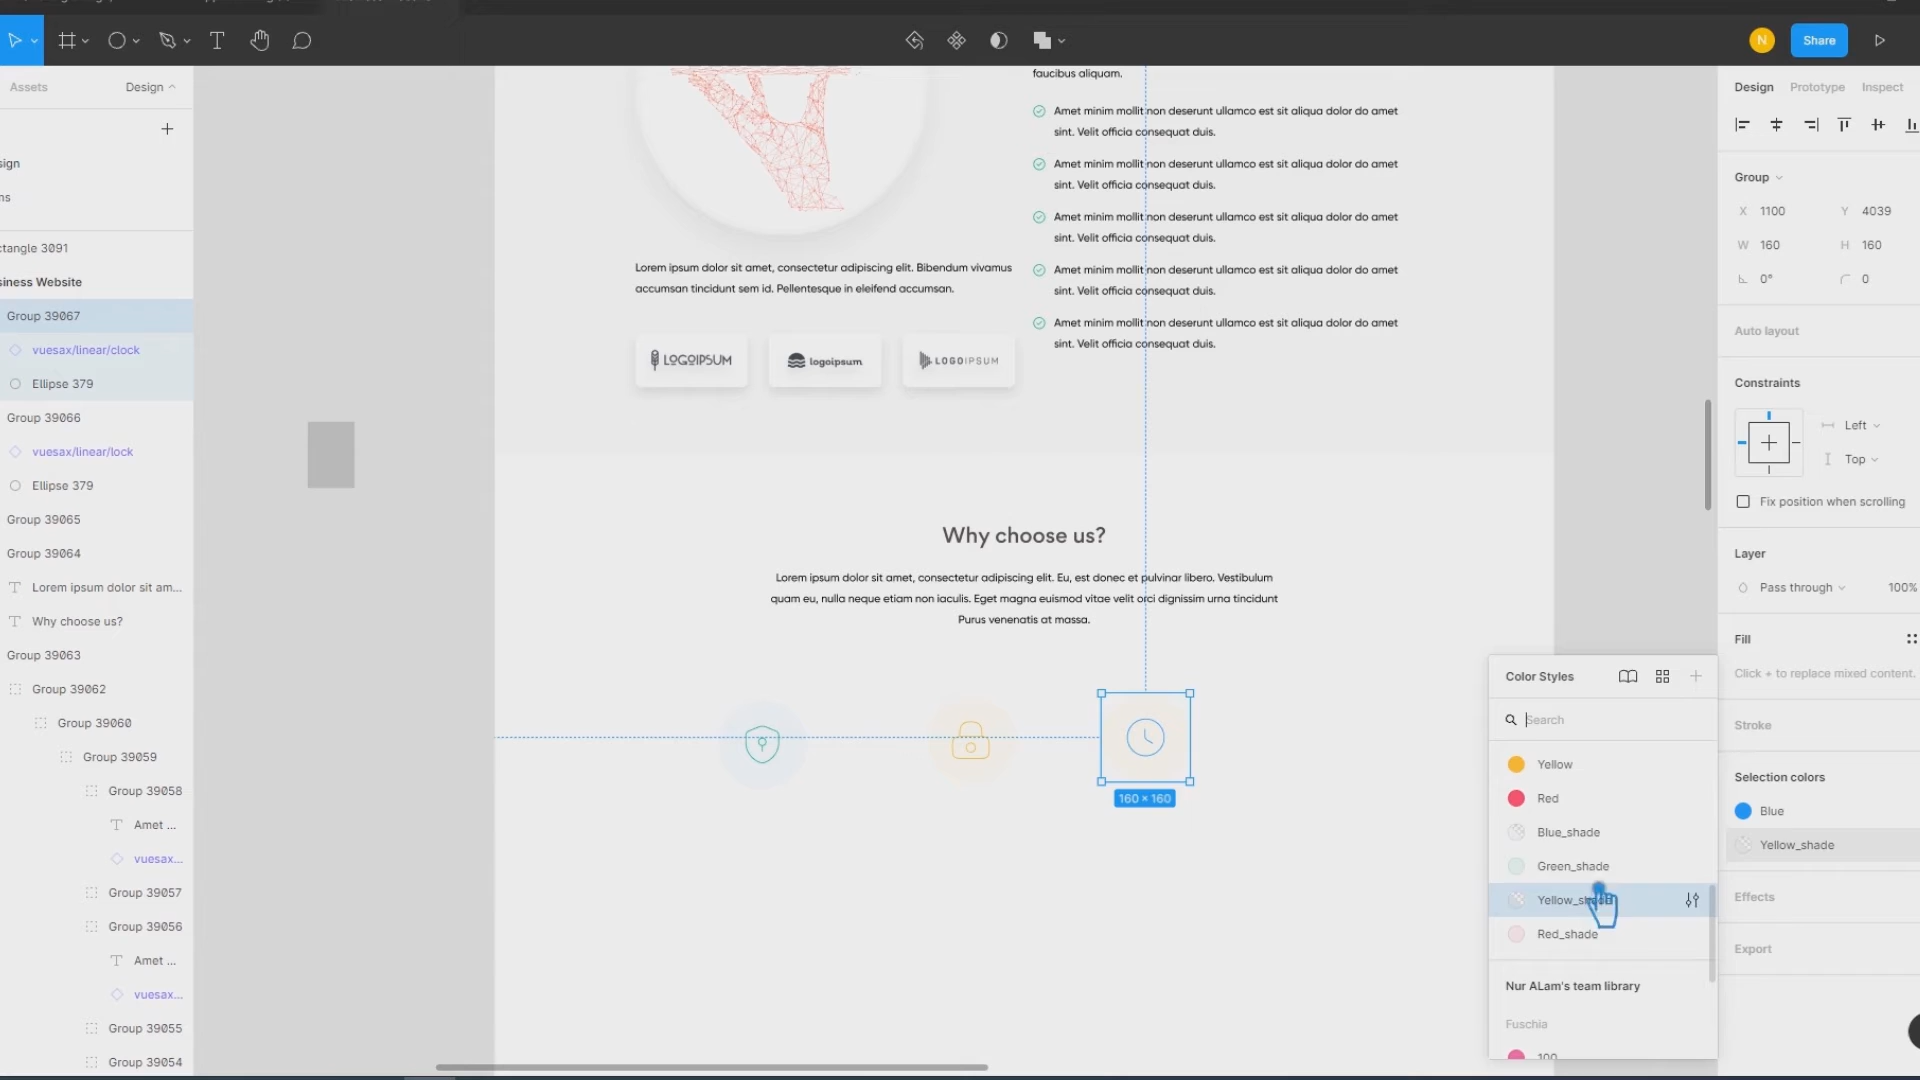 N
Share
Assets
Design
Design
Prototype
Inspect
sign
ns
ctangle 3091
siness Website
Group 39067
vuesax/linear/clock
Ellipse 379
Group 39066
vuesax/linear/lock
Ellipse 379
Group 39065
Group 39064
Lorem ipsum dolor sit am...
Why choose us?
Group 39063
Group 39062
Group 39060
Group 39059
Group 39058
Amet ...
vuesax...
Group 39057
Group 39056
Amet ...
vuesax...
Group 39055
Group 39054
faucibus aliquam.
Amet minim mollit non deserunt ullamco est sit aliqua dolor do amet
sint. Velit officia consequat duis.
Amet minim mollit non deserunt ullamco est sit aliqua dolor do amet
sint. Velit officia consequat duis.
Amet minim mollit non deserunt ullamco est sit aliqua dolor do amet
sint. Velit officia consequat duis.
Amet minim mollit non deserunt ullamco est sit aliqua dolor do amet
sint. Velit officia consequat duis.
Amet minim mollit non deserunt ullamco est sit aliqua dolor do amet
sint. Velit officia consequat duis.
Lorem ipsum dolor sit amet, consectetur adipiscing elit. Bibendum vivamus
accumsan tincidunt sem id. Pellentesque in eleifend accumsan.
LOGOIPSUM
logoipsum
LOGOIPSUM
Why choose us?
Lorem ipsum dolor sit amet, consectetur adipiscing elit. Eu, est donec et pulvinar libero. Vestibulum
quam eu, nulla neque etiam non iaculis. Eget magna euismod vitae velit orci dignissim urna tincidunt
Purus venenatis at massa.
160 × 160
Color Styles
Search
Yellow
Red
Blue_shade
Green_shade
Yellow_shade
Red_shade
Nur ALam's team library
Fuschia
100
Group
X 1100 Y 4039
W 160 H 160
0° 0
Auto layout
Constraints
Left
Top
Fix position when scrolling
Layer
Pass through 100%
Fill
Click + to replace mixed content.
Stroke
Selection colors
Blue
Yellow_shade
Effects
Export